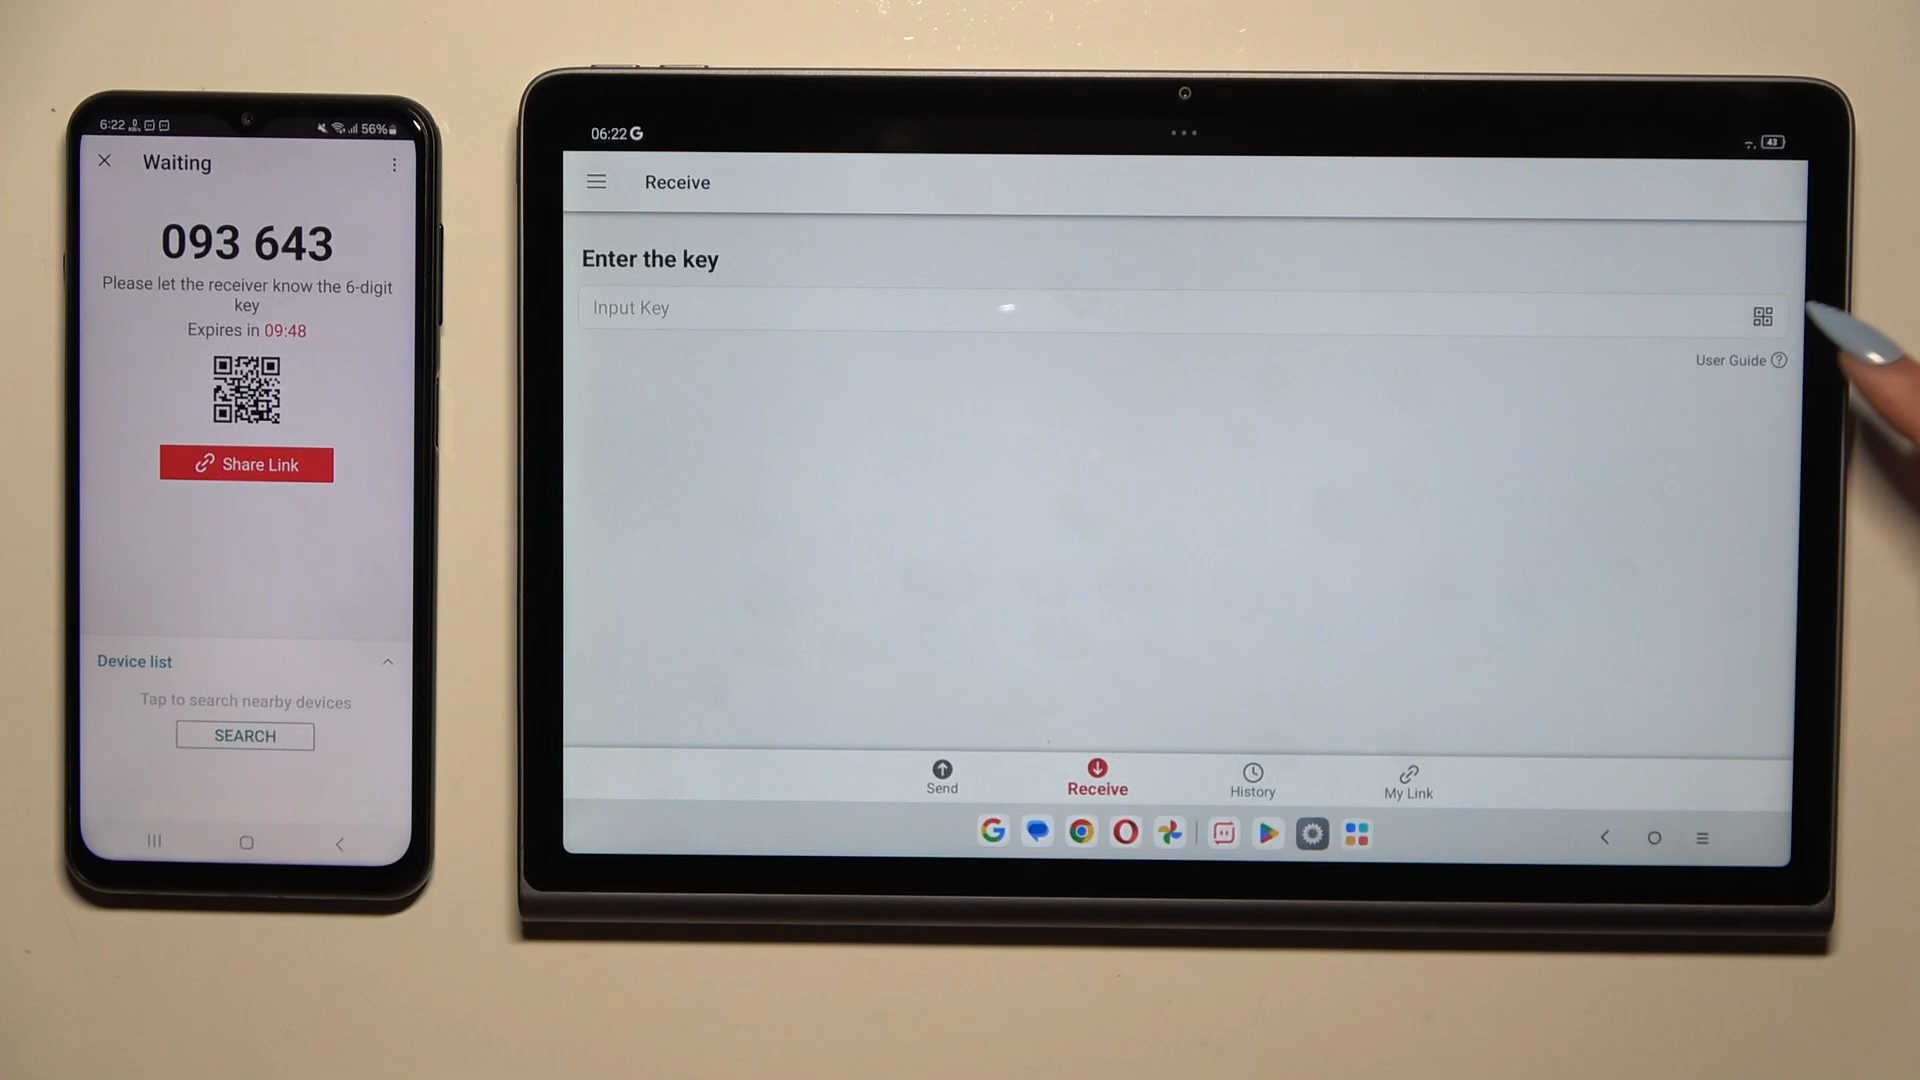 6:22
56%
Waiting
093 643
Please let the receiver know the 6-digit
key
Expires in 09:48
Share Link
Device list
Tap to search nearby devices
SEARCH
06:22
43
Receive
Enter the key
Input Key
User Guide
Send
Receive
History
My Link